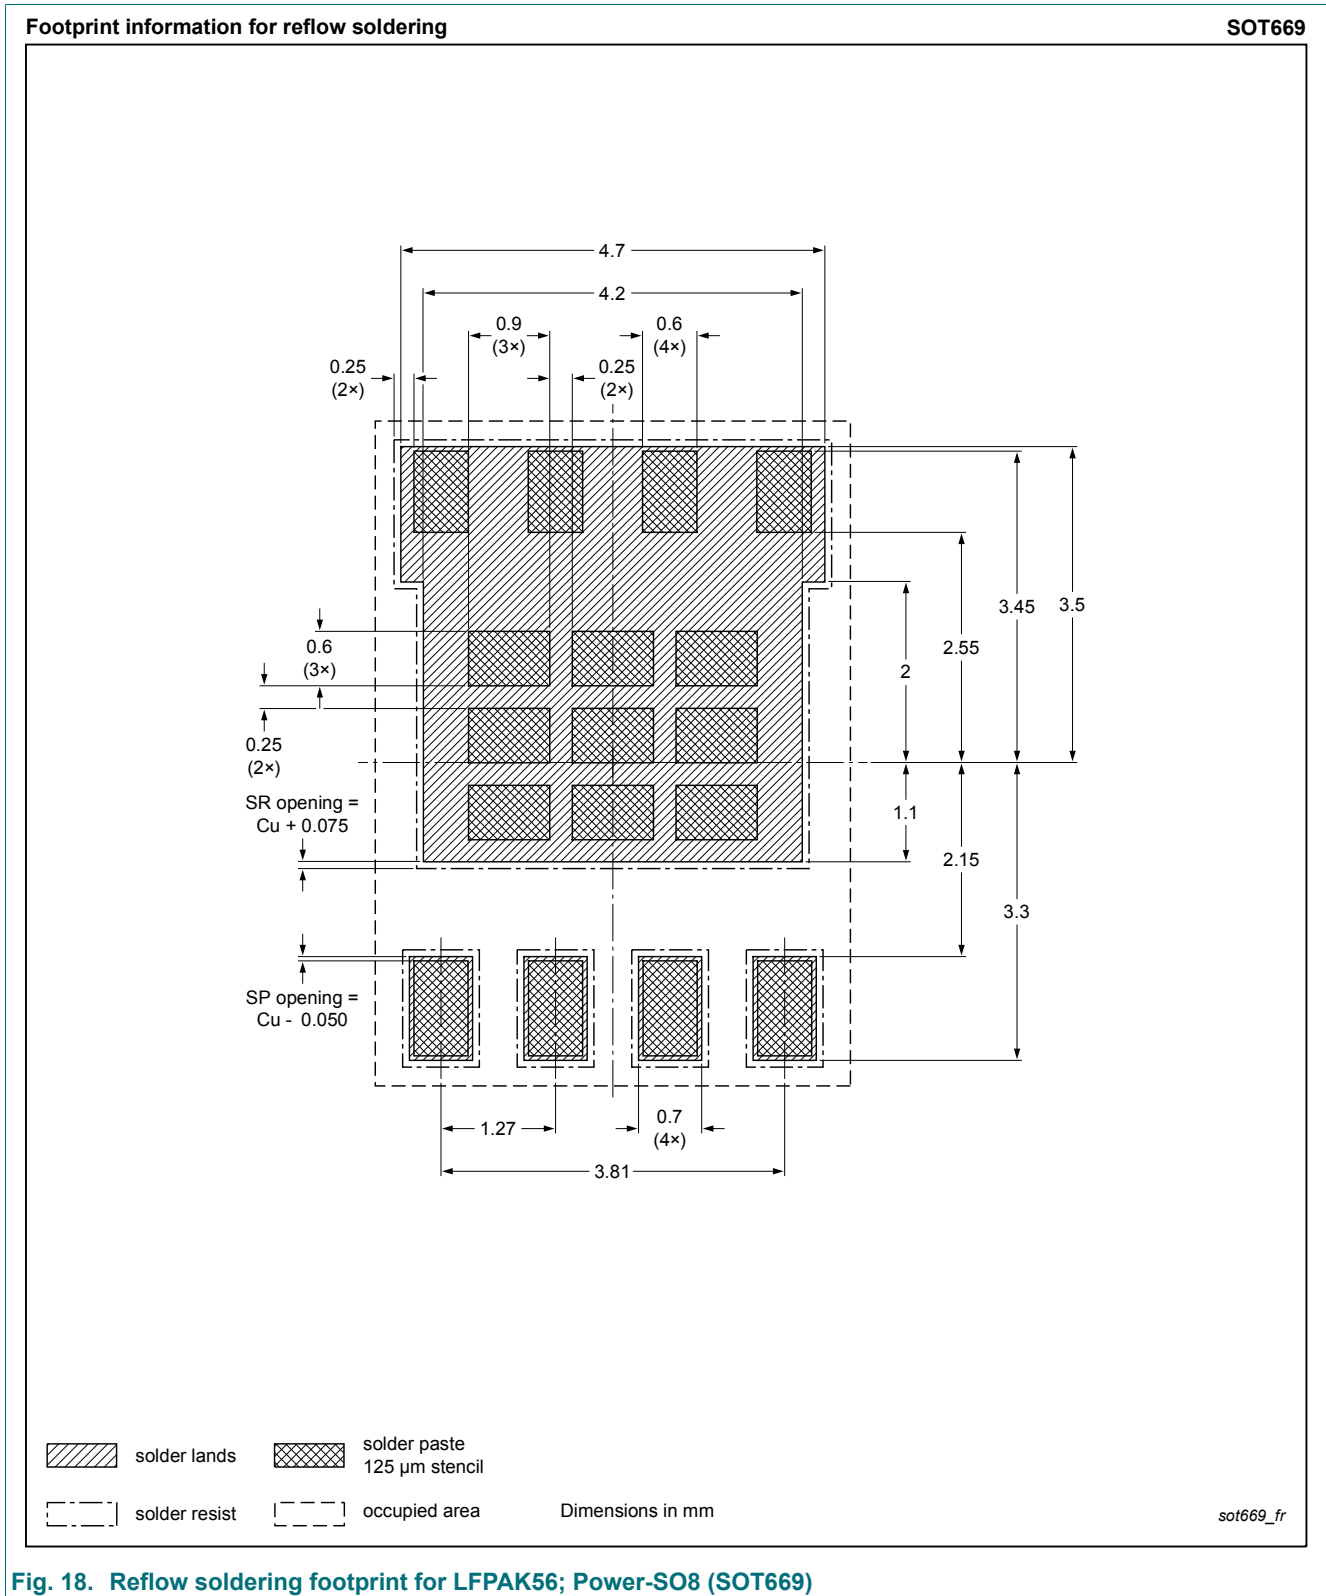 Footprint information for reflow soldering
SOT669
4.7
4.2
0.9
(3×)
0.6
(4×)
0.25
(2×)
0.25
(2×)
3.45
3.5
2.55
2
0.6
(3×)
0.25
(2×)
SR opening =
Cu + 0.075
1.1
2.15
3.3
SP opening =
Cu - 0.050
1.27
0.7
(4×)
3.81
solder lands
solder paste
125 µm stencil
solder resist
occupied area
Dimensions in mm
sot669_fr
Fig. 18. Reflow soldering footprint for LFPAK56; Power-SO8 (SOT669)